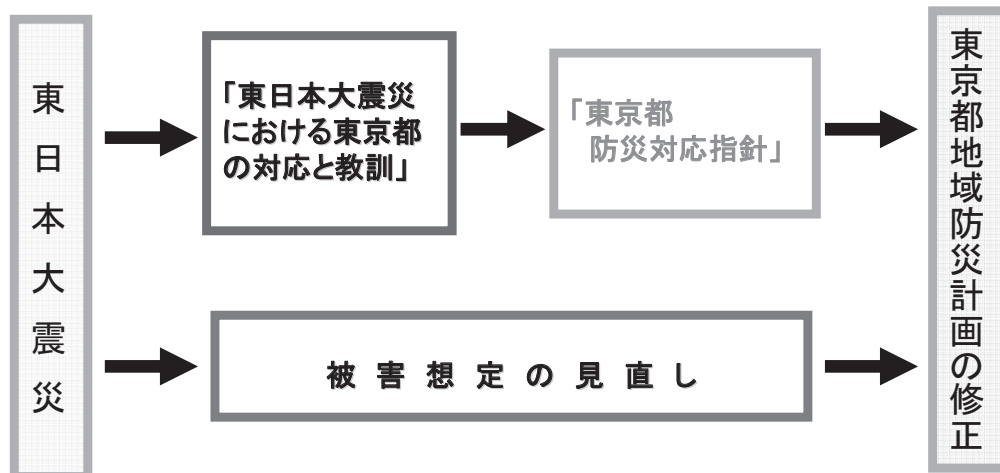 東日本大震災
「東日本大震災
における東京都
の対応と教訓」
「東京都
防災対応指針」
被害想定の見直し
東京都地域防災計画の修正